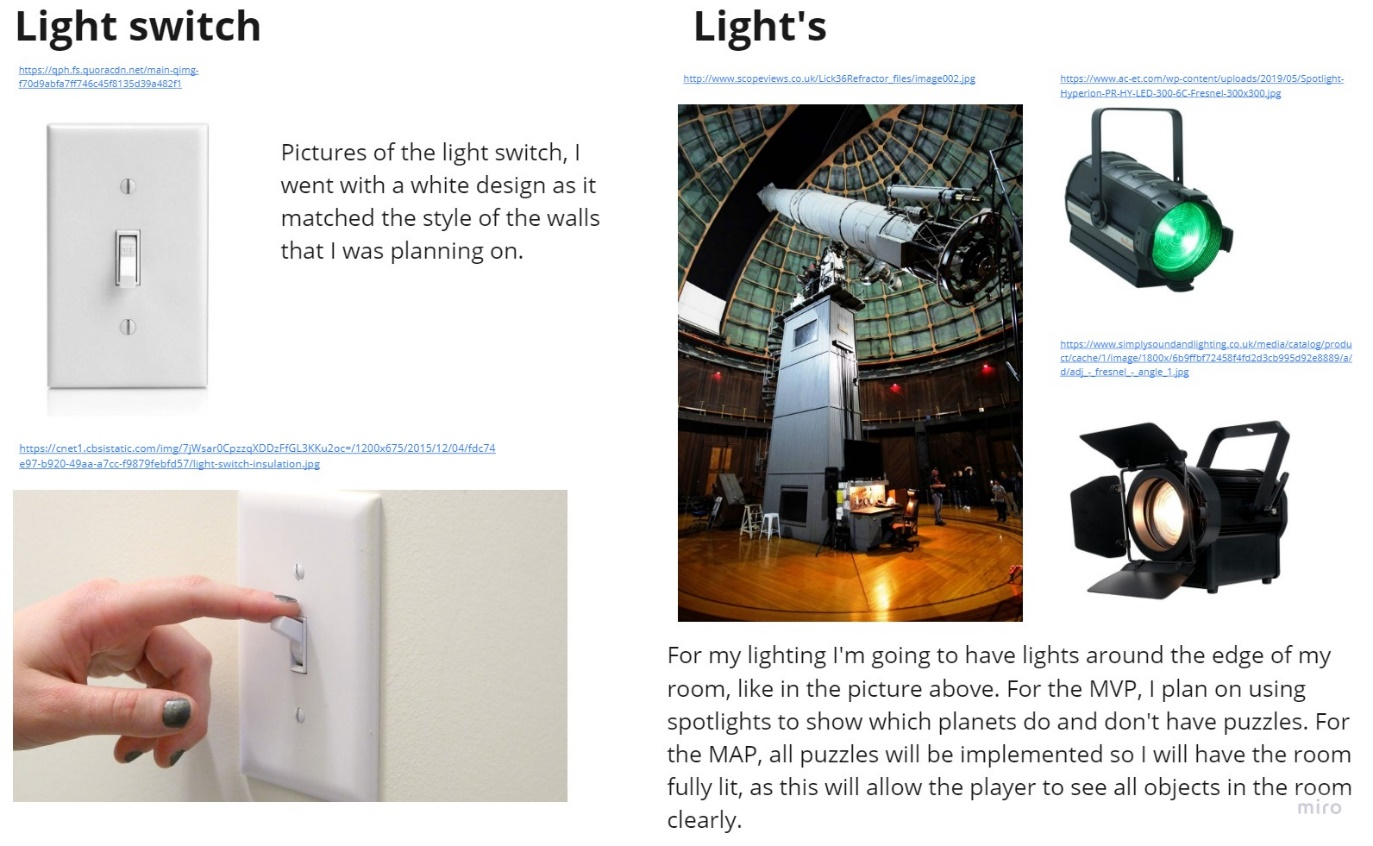 Light switch
https://qph.fs.quoracdn.net/main-qimg-
f70d9abfa7ff746c45f8135d39a482f1
Pictures of the light switch, I
went with a white design as it
matched the style of the walls
that I was planning on.
https://cnet1.cbsistatic.com/img/7jWsar0CpzzqXDDzFfGL3KKu2oc=/1200x675/2015/12/04/fdc74
e97-b920-49aa-a7cc-f9879febfd57/light-switch-insulation.jpg
Light's
http://www.scopeviews.co.uk/Lick36Refractor_files/image002.jpg
https://www.ac-et.com/wp-content/uploads/2019/05/Spotlight-
Hyperion-PR-HY-LED-300-6C-Fresnel-300x300.jpg
https://www.simplysoundandlighting.co.uk/media/catalog/produ
ct/cache/1/image/1800x/6b9ffbf72458f4fd2d3cb995d92e8889/a/
d/adj_-_fresnel_-_angle_1.jpg
For my lighting I'm going to have lights around the edge of my
room, like in the picture above. For the MVP, I plan on using
spotlights to show which planets do and don't have puzzles. For
the MAP, all puzzles will be implemented so I will have the room
fully lit, as this will allow the player to see all objects in the room
clearly.
miro